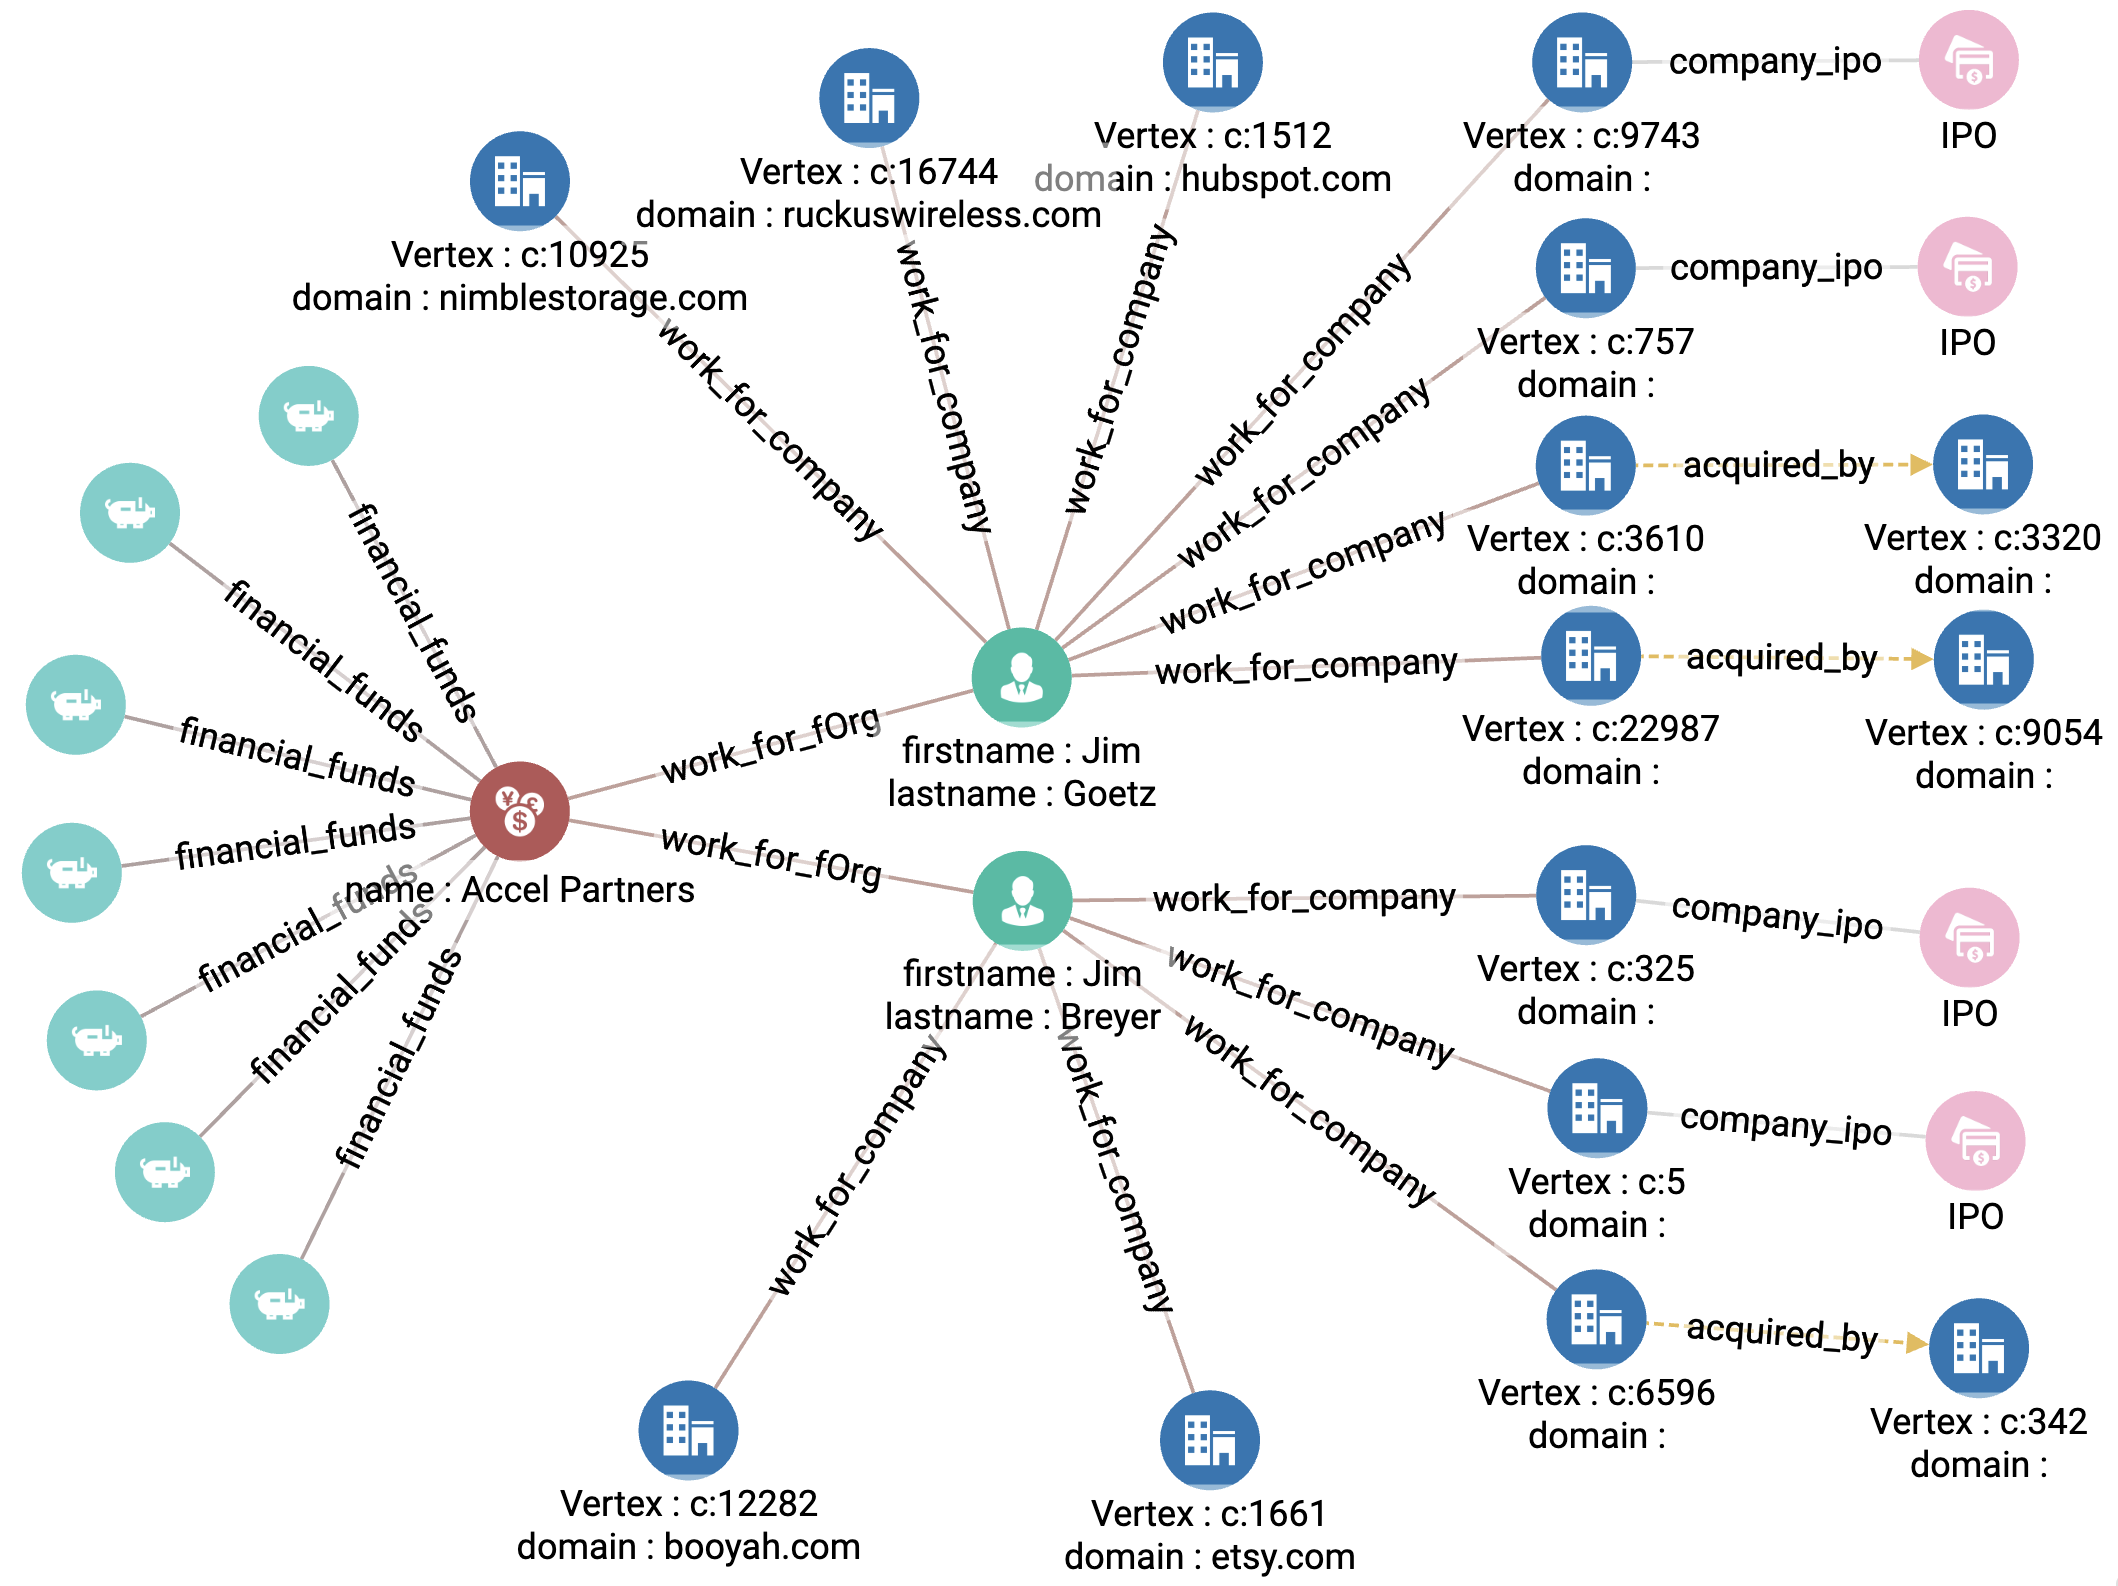 company_ipo
IPO
Vertex : c:9743
domain :
Vertex : c:1512
domain : hubspot.com
Vertex : c:16744
domain : ruckuswireless.com
Vertex : c:10925
domain : nimblestorage.com
company_ipo
IPO
Vertex : c:757
domain :
work_for_company
work_for_company
work_for_company
work_for_company
work_for_company
work_for_company
work_for_company
acquired_by
Vertex : c:3610
domain :
Vertex : c:3320
domain :
acquired_by
Vertex : c:22987
domain :
Vertex : c:9054
domain :
firstname : Jim
lastname : Goetz
work_for_fOrg
work_for_fOrg
financial_funds
financial_funds
financial_funds
financial_funds
financial_funds
financial_funds
financial_funds
¥
£
$
name : Accel Partners
firstname : Jim
lastname : Breyer
work_for_company
work_for_company
work_for_company
work_for_company
work_for_company
company_ipo
Vertex : c:325
domain :
IPO
company_ipo
Vertex : c:5
domain :
IPO
acquired_by
Vertex : c:6596
domain :
Vertex : c:342
domain :
Vertex : c:12282
domain : booyah.com
Vertex : c:1661
domain : etsy.com